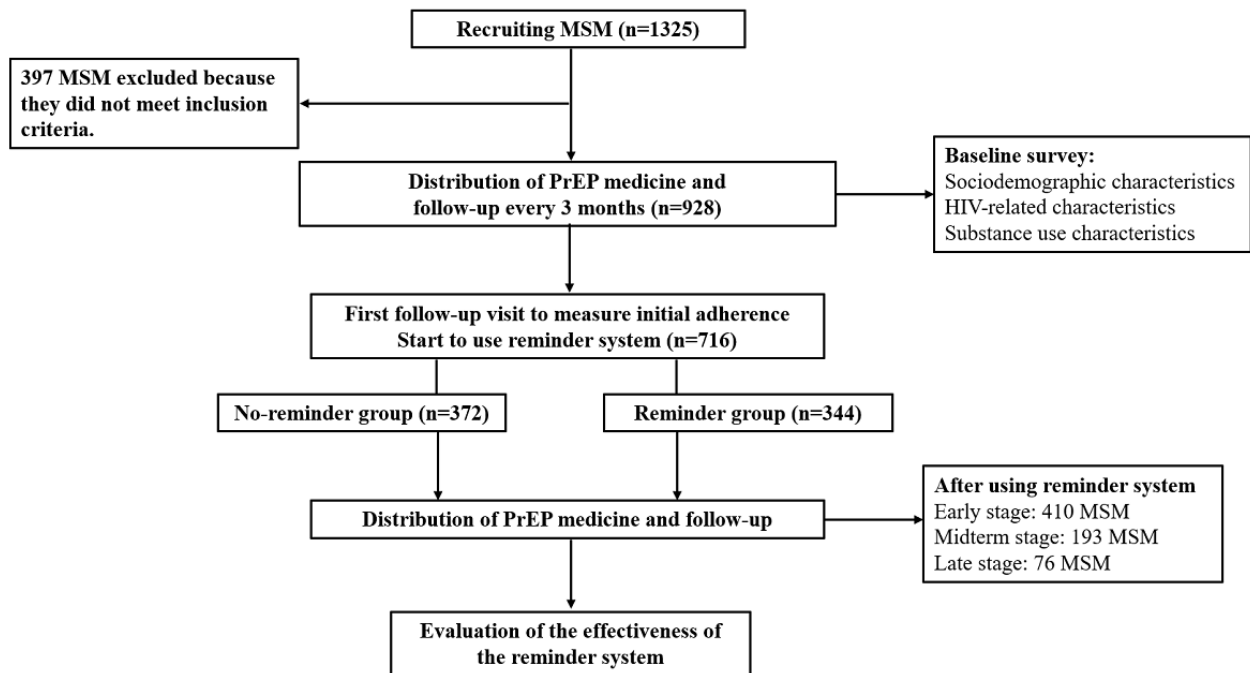 Recruiting MSM (n=1325)
397 MSM excluded because
they did not meet inclusion
criteria.
Distribution of PrEP medicine and
follow-up every 3 months (n=928)
Baseline survey:
Sociodemographic characteristics
HIV-related characteristics
Substance use characteristics
First follow-up visit to measure initial adherence
Start to use reminder system (n=716)
No-reminder group (n=372)
Reminder group (n=344)
Distribution of PrEP medicine and follow-up
After using reminder system
Early stage: 410 MSM
Midterm stage: 193 MSM
Late stage: 76 MSM
Evaluation of the effectiveness of
the reminder system